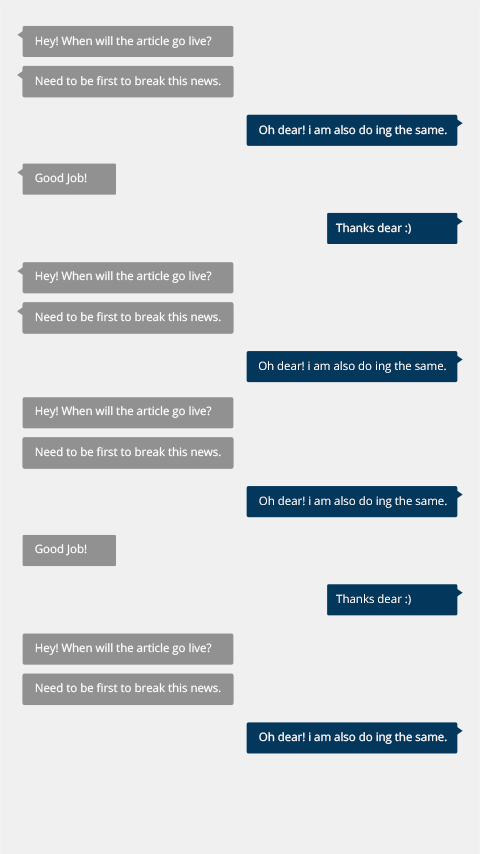 Hey! When will the article go live?
Need to be first to break this news.
Oh dear! i am also do ing the same.
Good Job!
Thanks dear :)
Hey! When will the article go live?
Need to be first to break this news.
Oh dear! i am also do ing the same.
Hey! When will the article go live?
Need to be first to break this news.
Oh dear! i am also do ing the same.
Good Job!
Thanks dear :)
Hey! When will the article go live?
Need to be first to break this news.
Oh dear! i am also do ing the same.